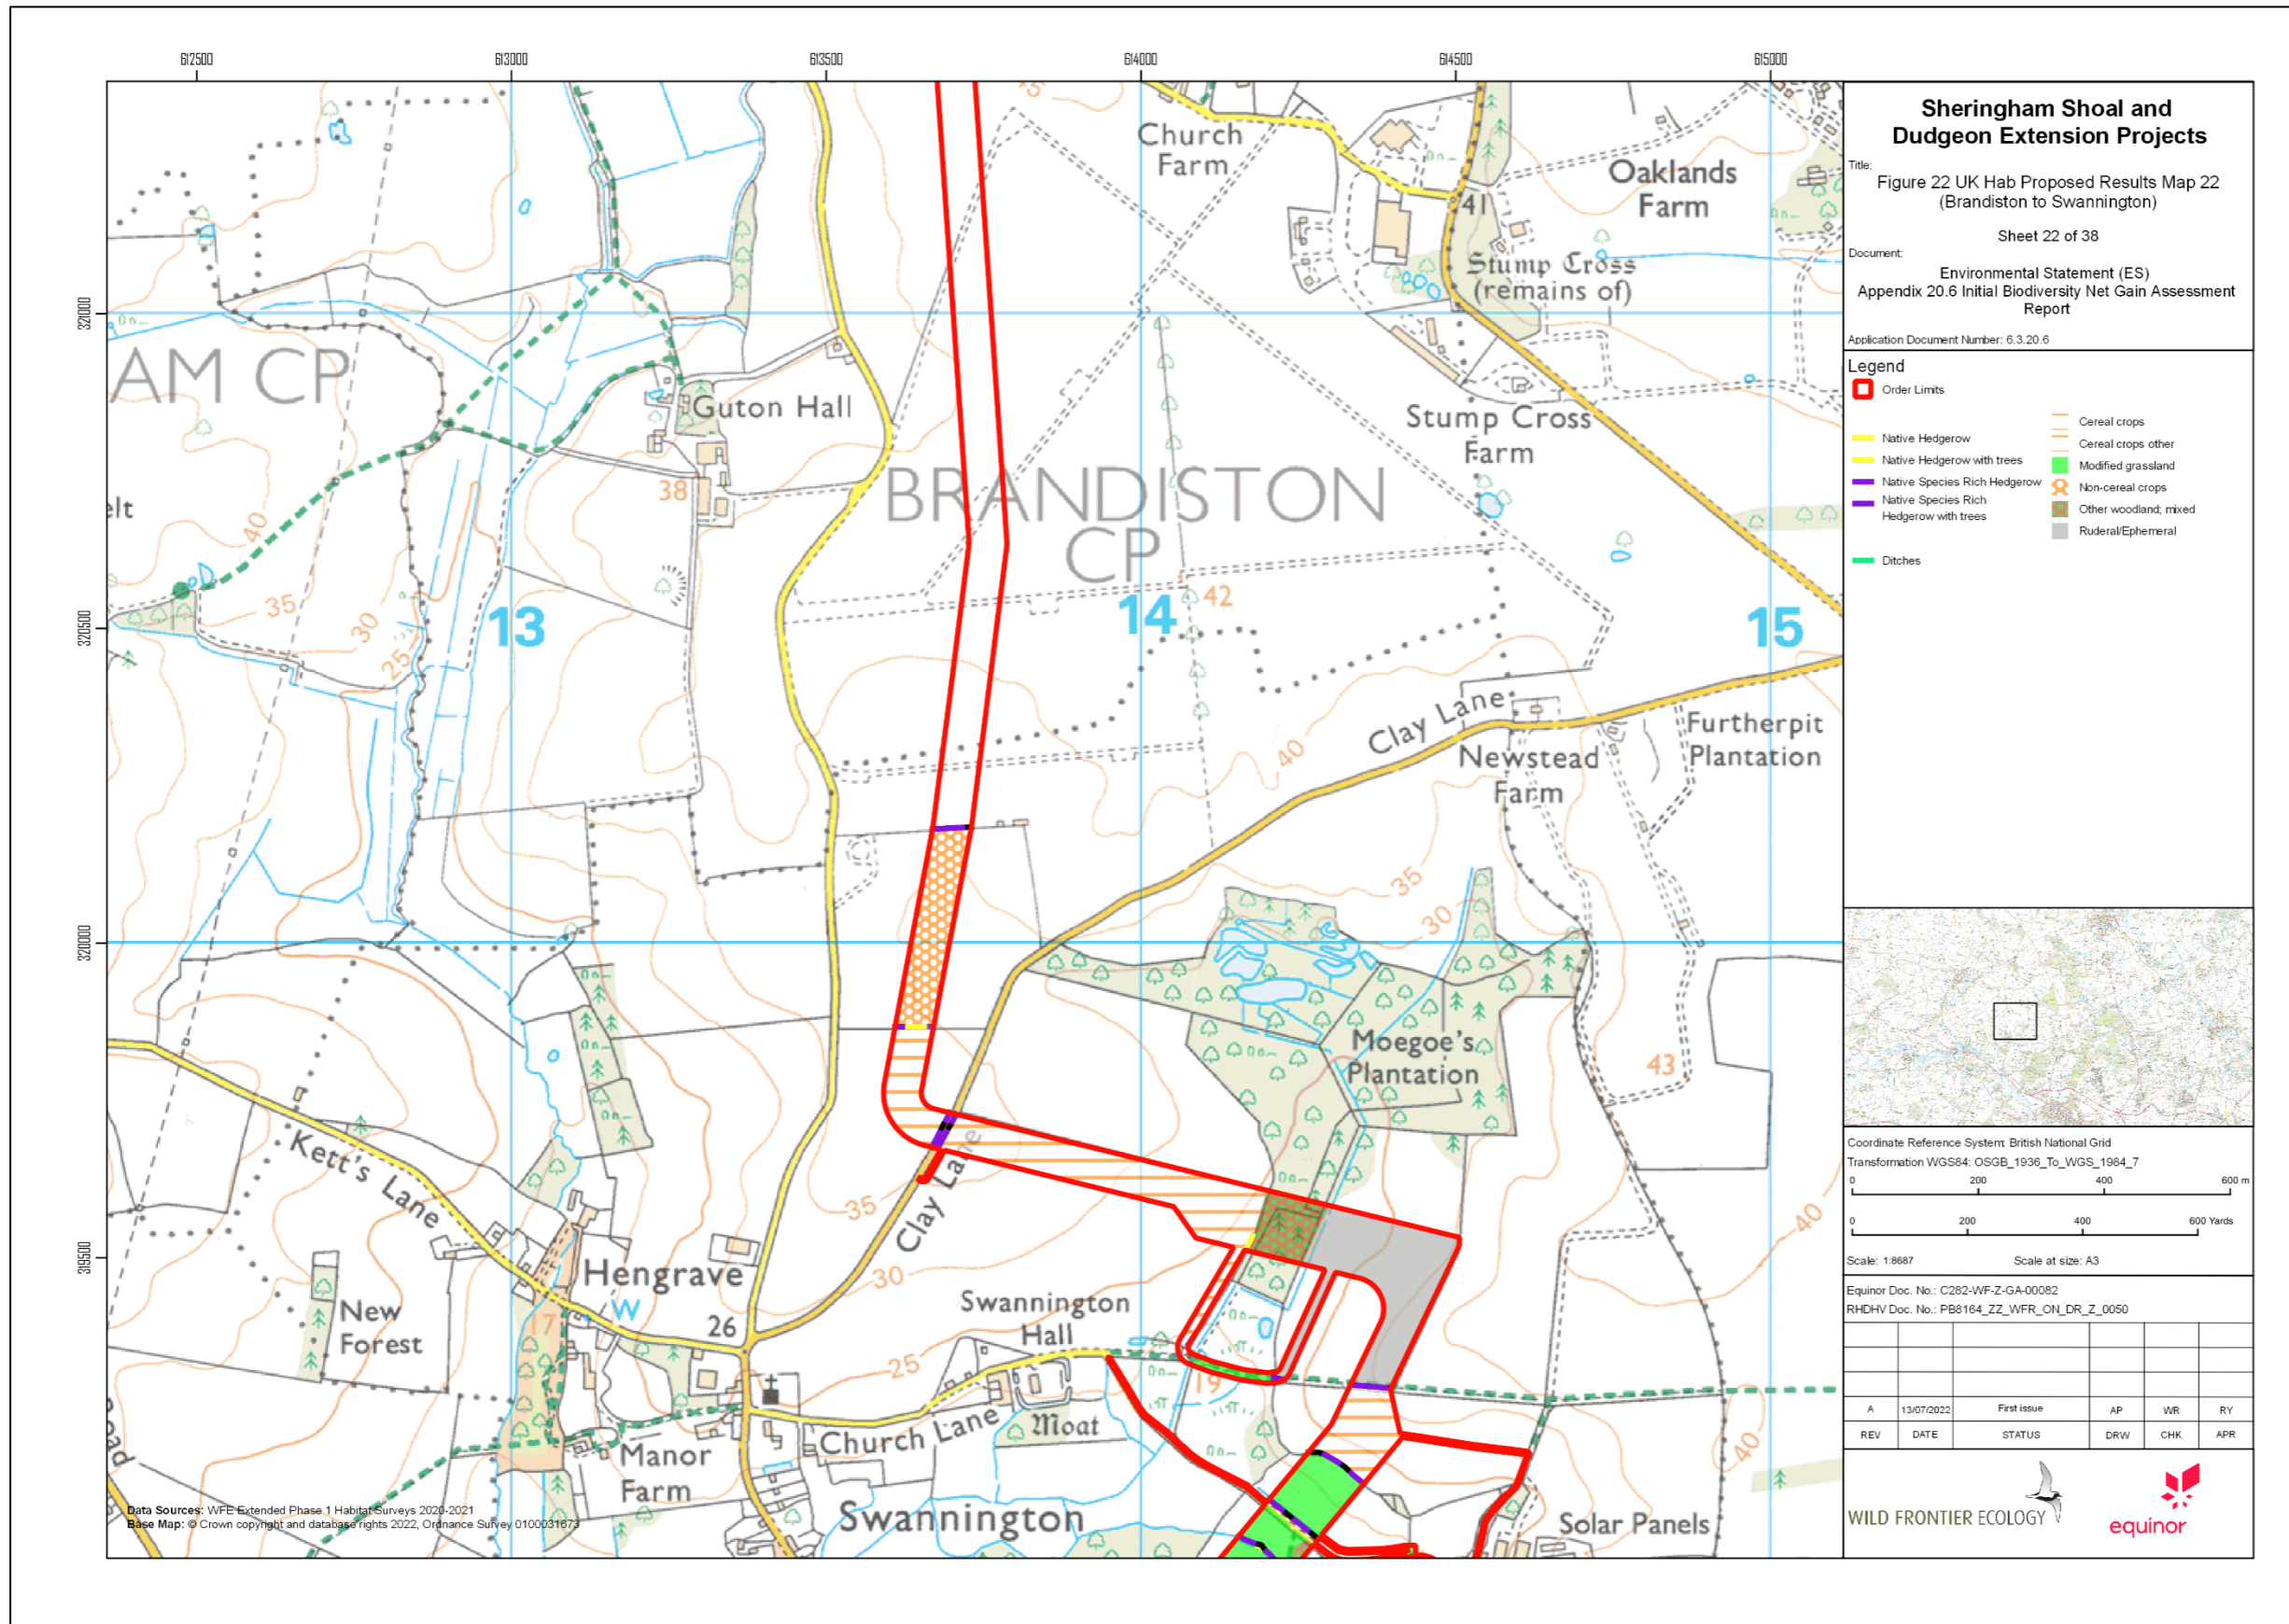 612500
613000
613500
614000
614500
615000
321000
320500
320000
319500
Church
Farm
Oaklands
Farm
41
Stump Cross
(remains of)
AM CP
Guton Hall
Stump Cross
Farm
BRANDISTON
CP
38
40
elt
35
30
25
13
14
42
15
Clay Lane
40
Newstead
Farm
Furtherpit
Plantation
35
30
Moegoe's
Plantation
43
Kett's Lane
Clay Lane
35
40
Hengrave
W
30
New
Forest
17
26
Swannington
Hall
25
19
Church Lane
Moat
Manor
Farm
40
Road
Swannington
Solar Panels
Data Sources: WFE Extended Phase 1 Habitat Surveys 2020-2021
Base Map: © Crown copyright and database rights 2022, Ordnance Survey 0100031673
Sheringham Shoal and
Dudgeon Extension Projects
Title:
Figure 22 UK Hab Proposed Results Map 22
(Brandiston to Swannington)
Sheet 22 of 38
Document:
Environmental Statement (ES)
Appendix 20.6 Initial Biodiversity Net Gain Assessment
Report
Application Document Number: 6.3.20.6
Legend
Order Limits
Native Hedgerow
Native Hedgerow with trees
Native Species Rich Hedgerow
Native Species Rich
Hedgerow with trees
Ditches
Cereal crops
Cereal crops other
Modified grassland
Non-cereal crops
Other woodland; mixed
Ruderal/Ephemeral
Coordinate Reference System: British National Grid
Transformation WGS84: OSGB_1936_To_WGS_1984_7
0 200 400 600 m
0 200 400 600 Yards
Scale: 1:8687 Scale at size: A3
Equinor Doc. No.: C282-WF-Z-GA-00082
RHDHV Doc. No.: PB8164_ZZ_WFR_ON_DR_Z_0050
A 13/07/2022 First issue AP WR RY
REV DATE STATUS DRW CHK APR
WILD FRONTIER ECOLOGY
equinor